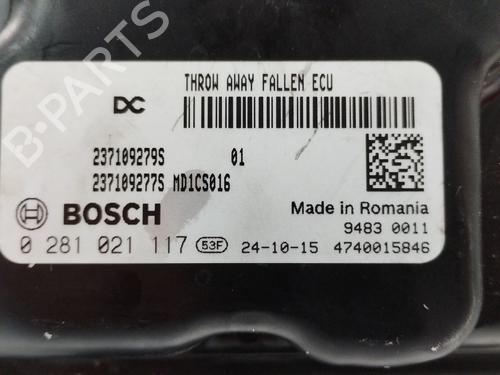 THROW AWAY FALLEN ECU
DC
237109279S 01
237109277S MD1CS016
BOSCH
Made in Romania
9483 0011
0 281 021 117 53F 24-10-15 4740015846
B-PARTS